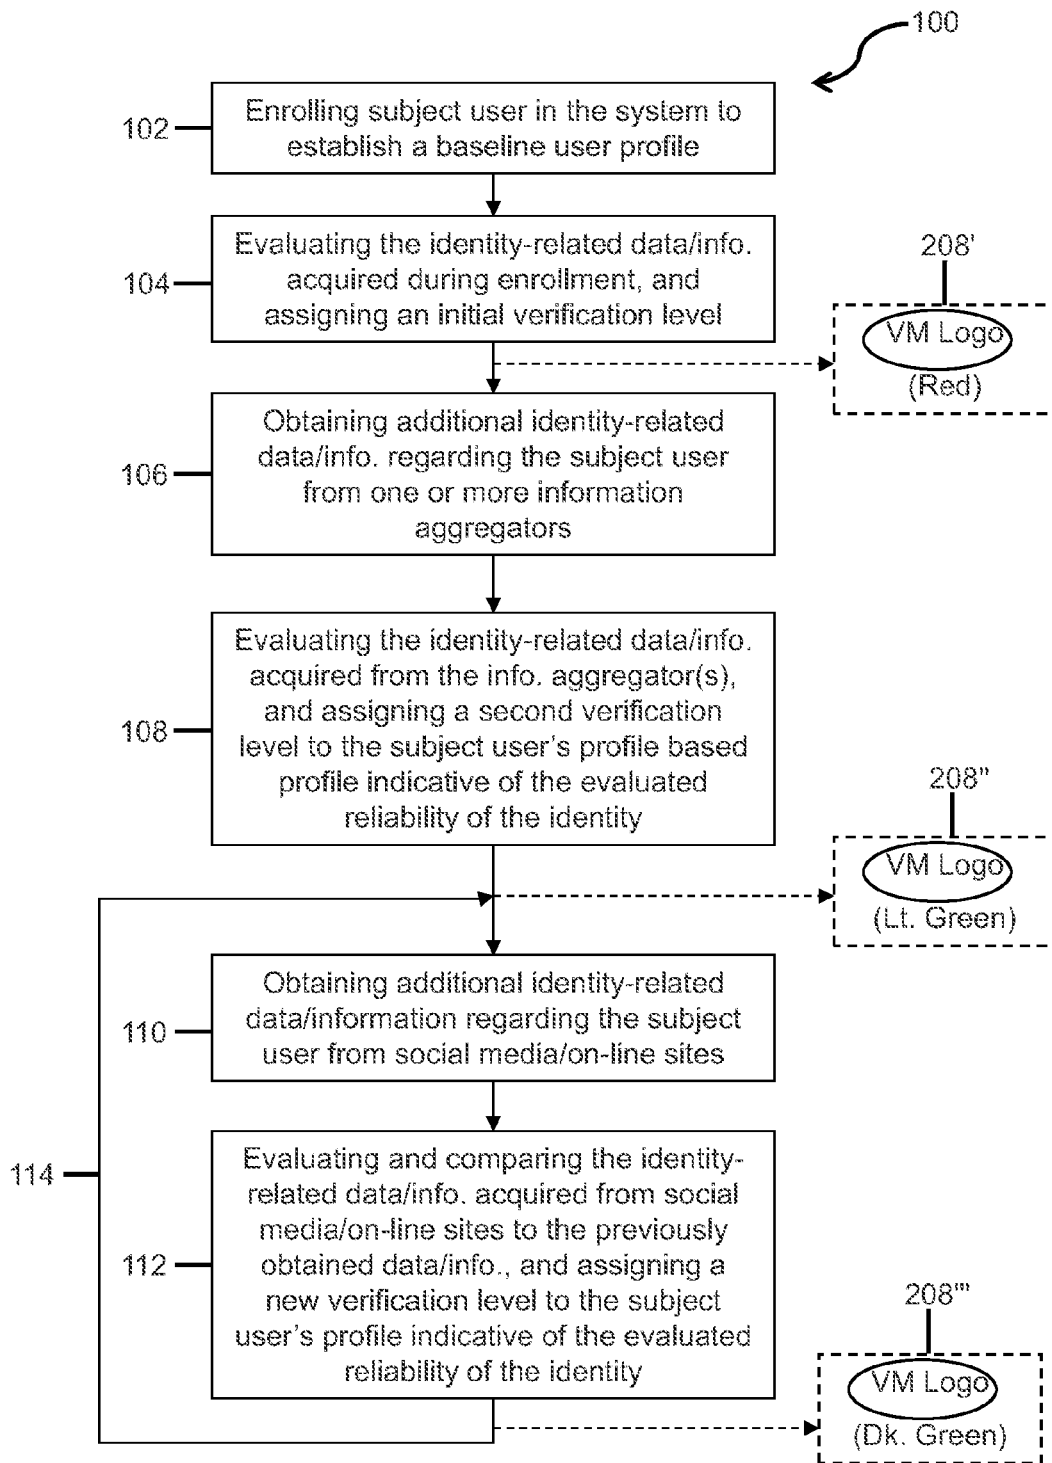 100
102
Enrolling subject user in the system to
establish a baseline user profile
104
Evaluating the identity-related data/info.
acquired during enrollment, and
assigning an initial verification level
208'
VM Logo
(Red)
106
Obtaining additional identity-related
data/info. regarding the subject user
from one or more information
aggregators
108
Evaluating the identity-related data/info.
acquired from the info. aggregator(s),
and assigning a second verification
level to the subject user's profile based
profile indicative of the evaluated
reliability of the identity
208"
VM Logo
(Lt. Green)
110
Obtaining additional identity-related
data/information regarding the subject
user from social media/on-line sites
114
112
Evaluating and comparing the identity-
related data/info. acquired from social
media/on-line sites to the previously
obtained data/info., and assigning a
new verification level to the subject
user's profile indicative of the evaluated
reliability of the identity
208'"
VM Logo
(Dk. Green)